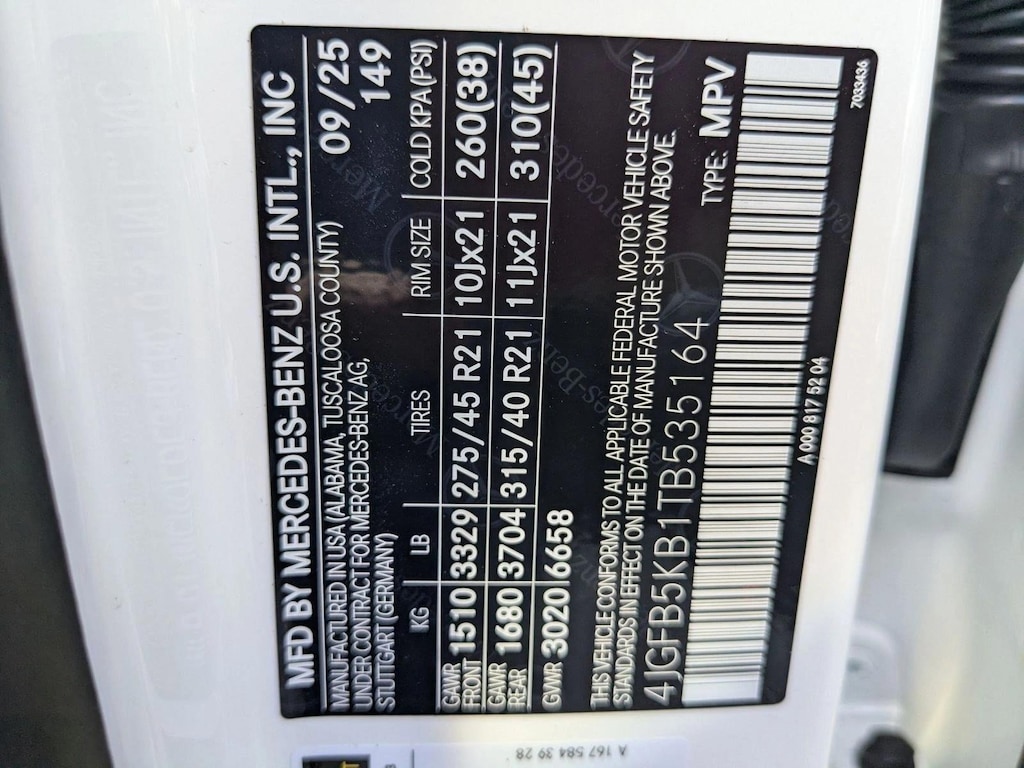 MFD BY MERCEDES-BENZ U.S. INTL., INC
MANUFACTURED IN USA (ALABAMA, TUSCALOOSA COUNTY) 09/25
UNDER CONTRACT FOR MERCEDES-BENZ AG, 149
STUTTGART (GERMANY)
KG LB TIRES RIM SIZE COLD KPA(PSI)
GAWR FRONT 1510 3329 275/45 R21 10Jx21 260(38)
GAWR REAR 1680 3704 315/40 R21 11Jx21 310(45)
GVWR 3020 6658
THIS VEHICLE CONFORMS TO ALL APPLICABLE FEDERAL MOTOR VEHICLE SAFETY
STANDARDS IN EFFECT ON THE DATE OF MANUFACTURE SHOWN ABOVE.
4JGFB5KB1TB535164 TYPE: MPV
A 000 817 52 04
7033436
A 167 584 39 28